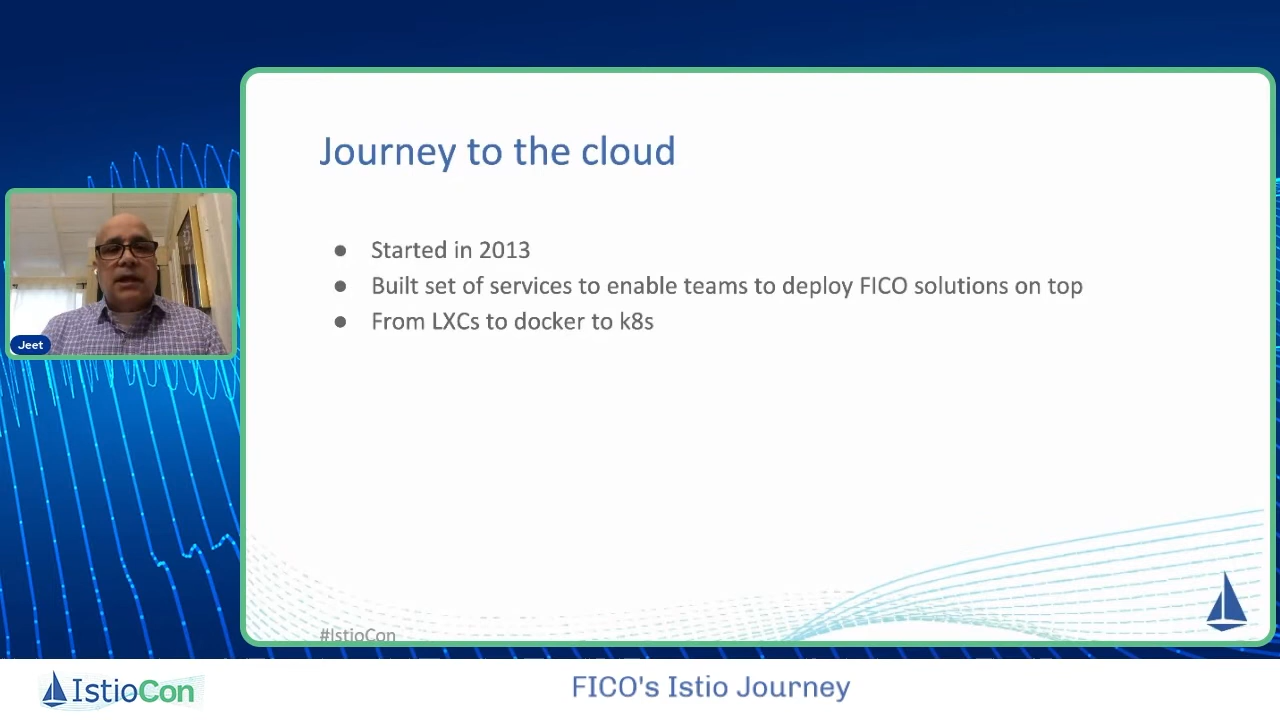 Journey to the cloud
● Started in 2013
● Built set of services to enable teams to deploy FICO solutions on top
● From LXCs to docker to k8s
Jeet
#IstioCon
IstioCon
FICO's Istio Journey